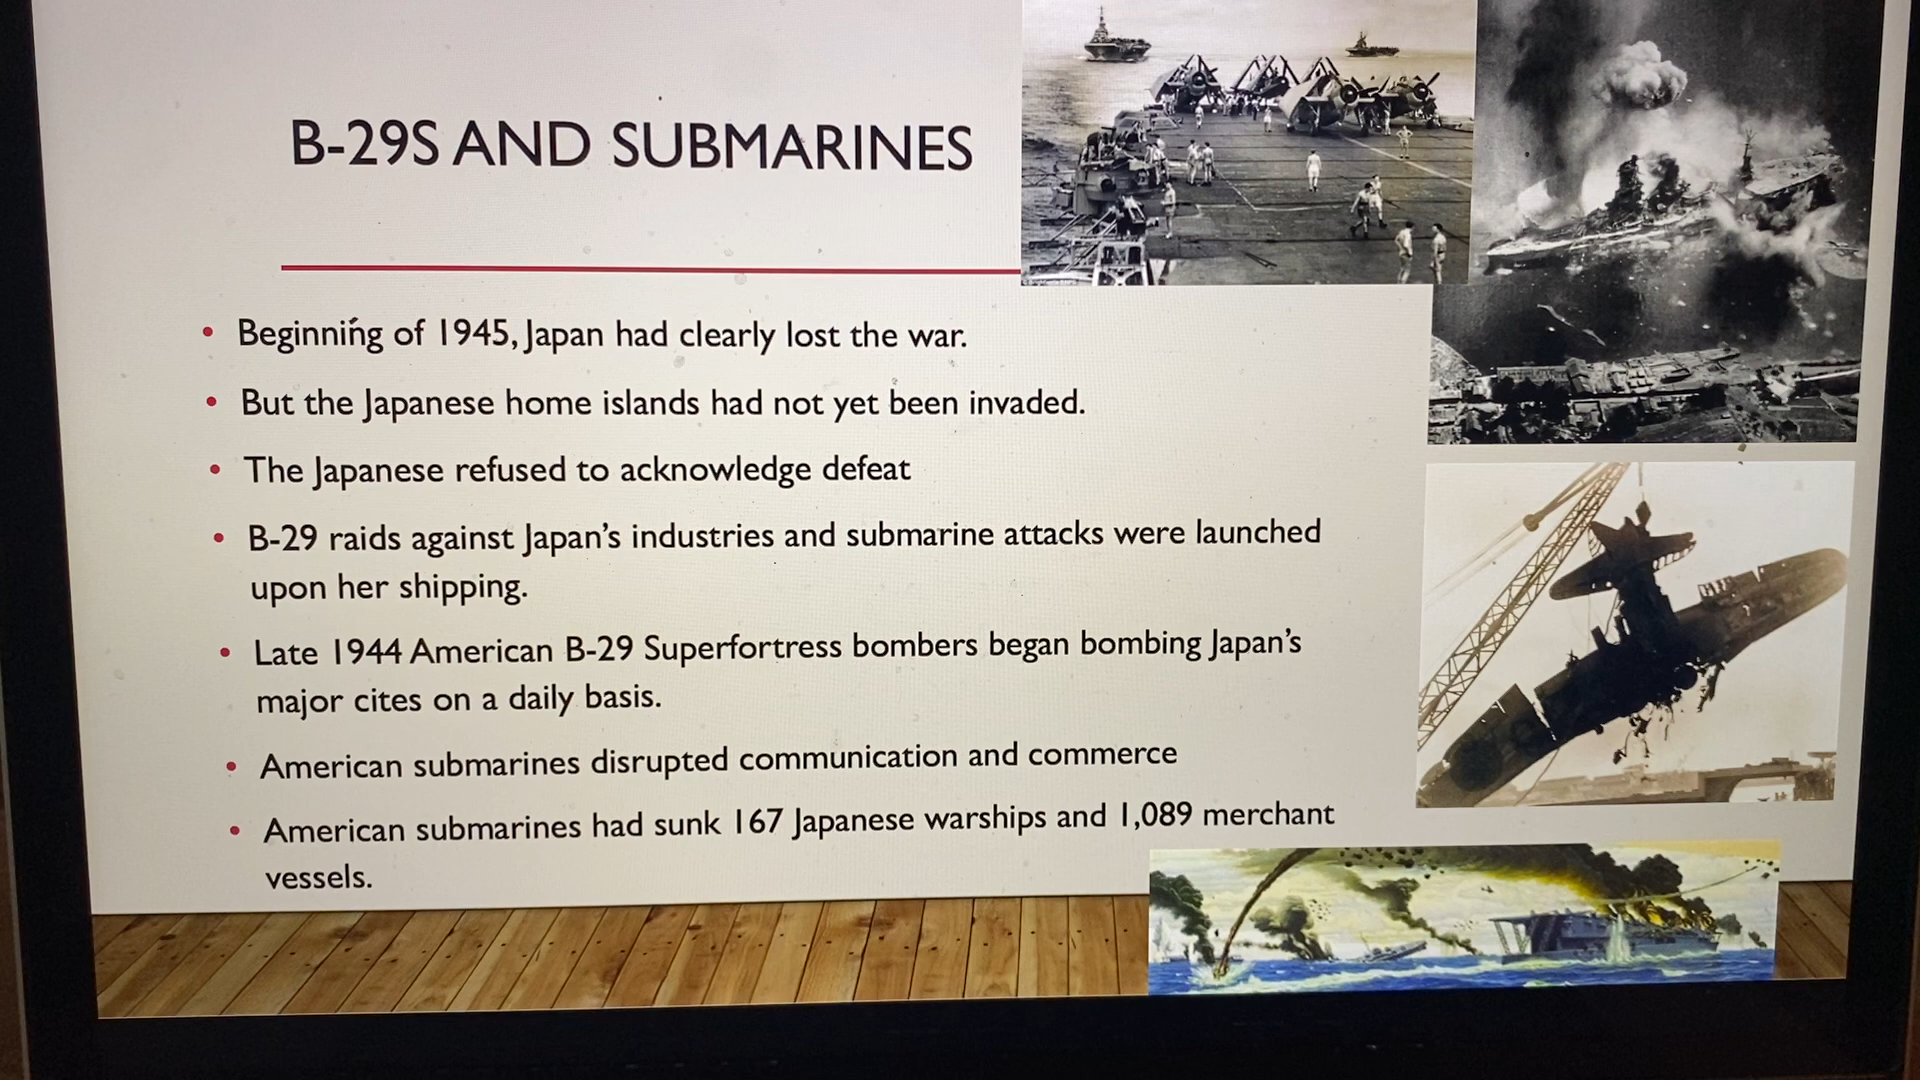 B-29S AND SUBMARINES
• Beginning of 1945, Japan had clearly lost the war.
• But the Japanese home islands had not yet been invaded.
• The Japanese refused to acknowledge defeat
• B-29 raids against Japan's industries and submarine attacks were launched
upon her shipping.
• Late 1944 American B-29 Superfortress bombers began bombing Japan's
major cites on a daily basis.
• American submarines disrupted communication and commerce
• American submarines had sunk 167 Japanese warships and 1,089 merchant
vessels.